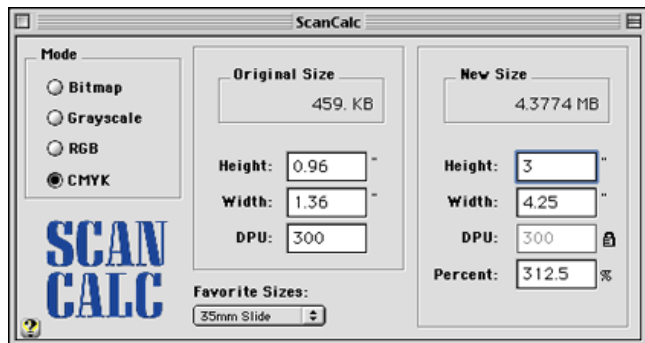 ScanCalc
Mode
Bitmap
Grayscale
RGB
CMYK
SCAN
CALC
?
Original Size
459. KB
Height: 0.96 "
Width: 1.36 "
DPU: 300
Favorite Sizes:
35mm Slide
New Size
4.3774 MB
Height: 3 "
Width: 4.25 "
DPU: 300
Percent: 312.5 %